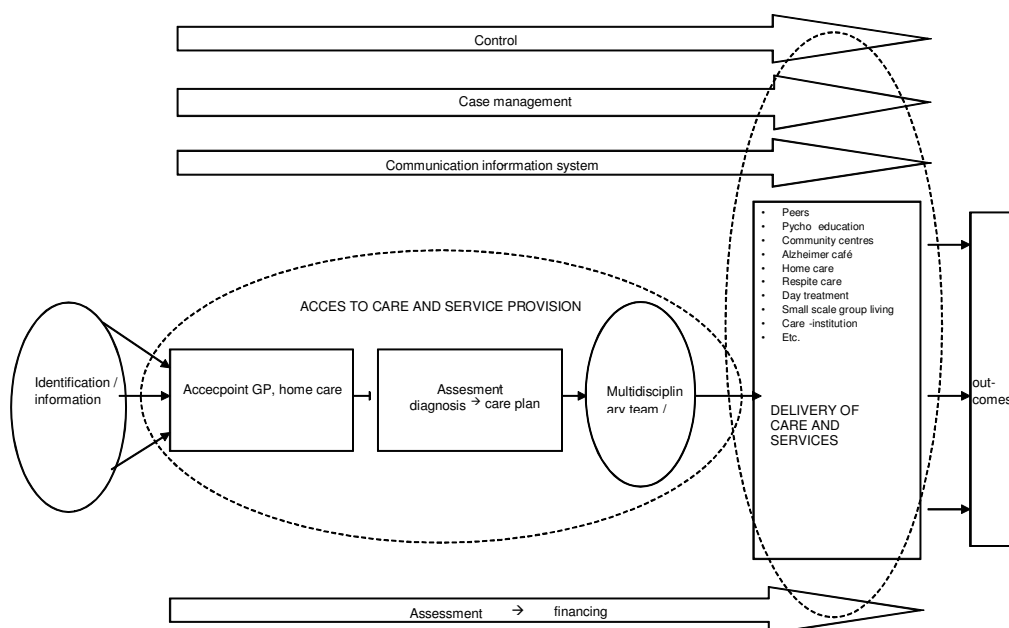 Control
Case management
Communication inforrmation system
• Peers
• Pycho education
• Community centres
• Alzheimer café
• Home care
• Respite care
• Day treatment
• Small scale group living
• Care -institution
• Etc.
ACCES TO CARE AND SERVICE PROVISION
Identification /
information
Accecpoint GP, home care
Assesment
diagnosis → care plan
Multidisciplin
ary team /
DELIVERY OF
CARE AND
SERVICES
out-
comes
Assessment → financing